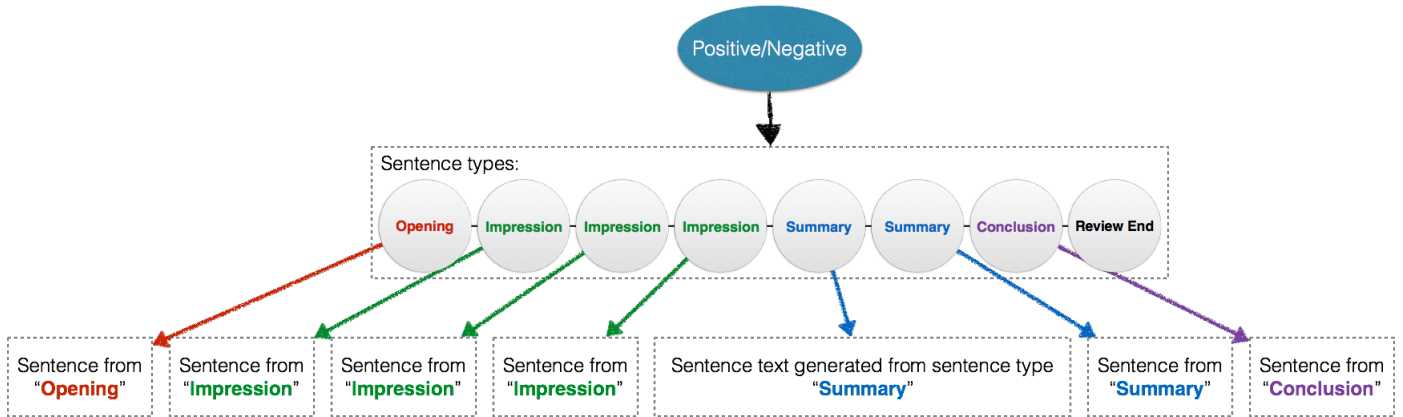 Positive/Negative
Sentence types:
Opening
Impression
Impression
Impression
Summary
Summary
Conclusion
Review End
Sentence from
“Opening”
Sentence from
“Impression”
Sentence from
“Impression”
Sentence from
“Impression”
Sentence text generated from sentence type
“Summary”
Sentence from
“Summary”
Sentence from
“Conclusion”